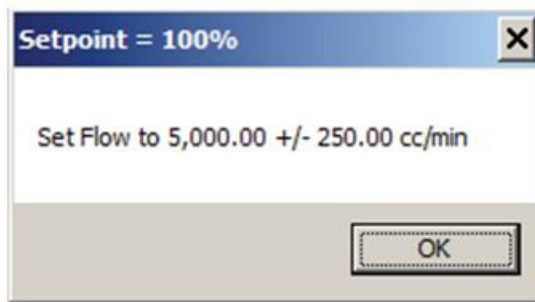 Setpoint = 100%
Set Flow to 5,000.00 +/- 250.00 cc/min
OK